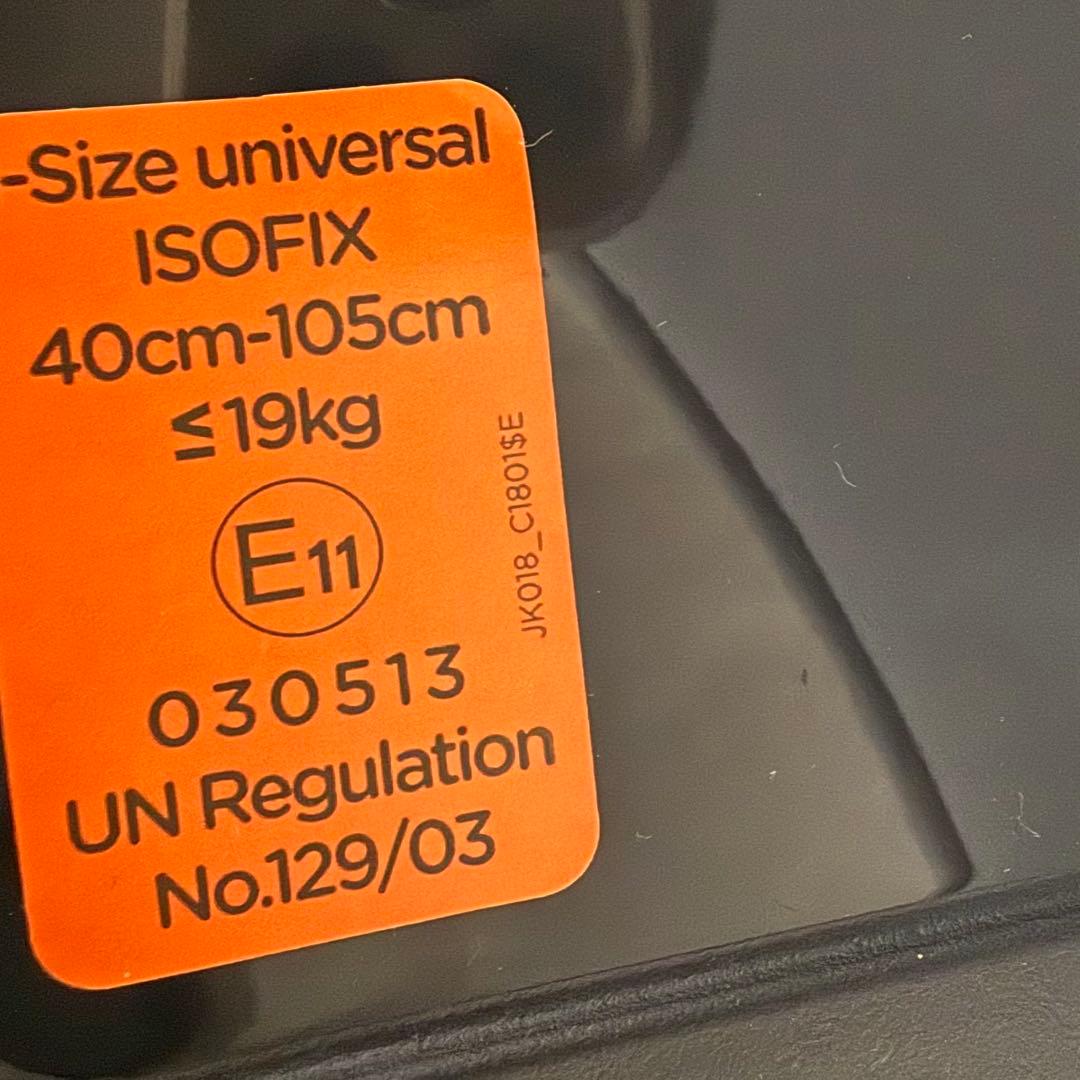 -Size universal
ISOFIX
40cm-105cm
≤19kg
E11
JK018_C1801$E
030513
UN Regulation
No.129/03